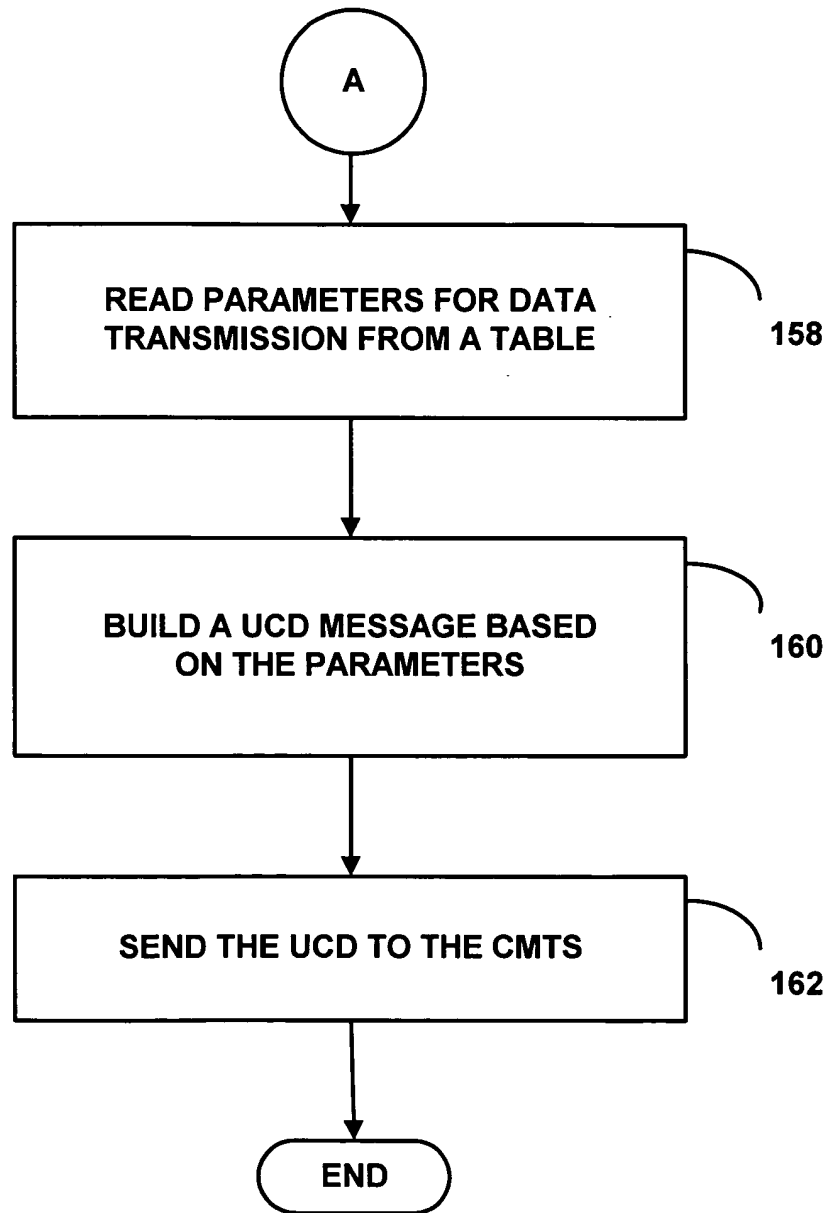 A
READ PARAMETERS FOR DATA
TRANSMISSION FROM A TABLE
158
BUILD A UCD MESSAGE BASED
ON THE PARAMETERS
160
SEND THE UCD TO THE CMTS
162
END